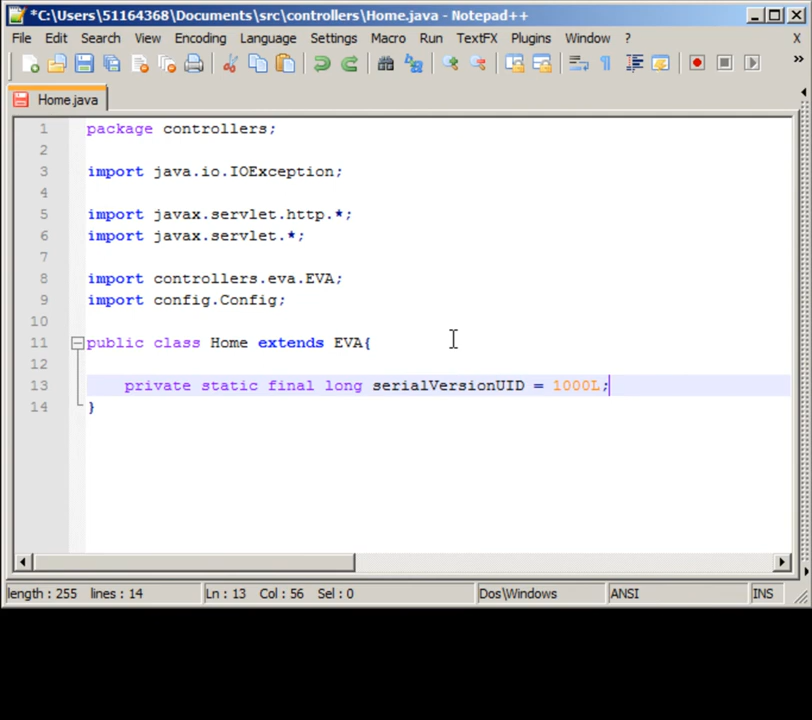 *C:\Users\51164368\Documents\src\controllers\Home.java - Notepad++
File Edit Search View Encoding Language Settings Macro Run TextFX Plugins Window ? X
Home.java
1 package controllers;
2
3 import java.io.IOException;
4
5 import javax.servlet.http.*;
6 import javax.servlet.*;
7
8 import controllers.eva.EVA;
9 import config.Config;
10
11 public class Home extends EVA{
12
13 private static final long serialVersionUID = 1000L;
14 }
length : 255 lines : 14 Ln : 13 Col : 56 Sel : 0 Dos\Windows ANSI INS